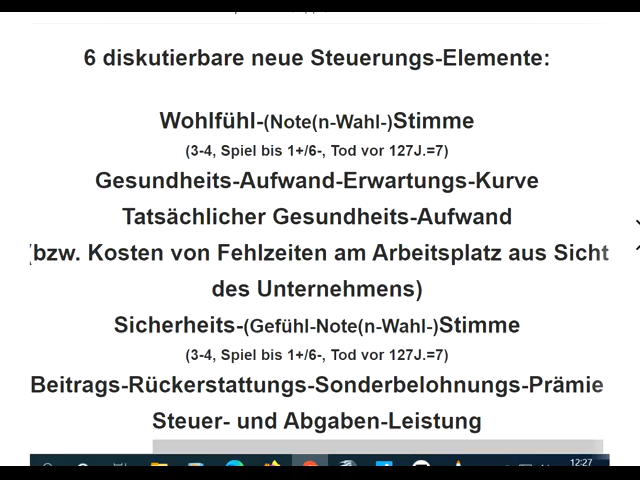 6 diskutierbare neue Steuerungs-Elemente:
Wohlfühl-(Note(n-Wahl-)Stimme
(3-4, Spiel bis 1+/6-, Tod vor 127J.=7)
Gesundheits-Aufwand-Erwartungs-Kurve
Tatsächlicher Gesundheits-Aufwand
(bzw. Kosten von Fehlzeiten am Arbeitsplatz aus Sicht
des Unternehmens)
Sicherheits-(Gefühl-Note(n-Wahl-)Stimme
(3-4, Spiel bis 1+/6-, Tod vor 127J.=7)
Beitrags-Rückerstattungs-Sonderbelohnungs-Prämie
Steuer- und Abgaben-Leistung
12:27